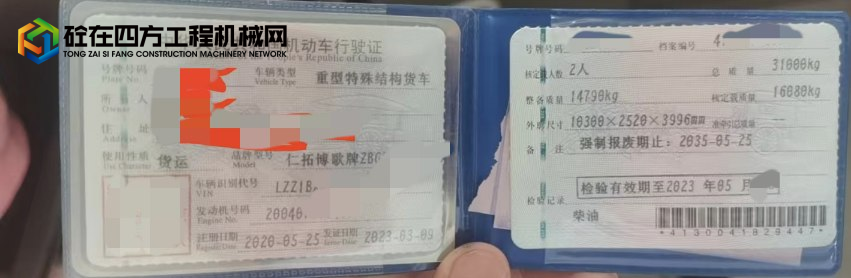 砼在四方工程机械网
TONG ZAI SI FANG CONSTRUCTION MACHINERY NETWORK
机动车行驶证
People's Republic of China
号牌号码 车辆类型 重型特殊结构货车
Plate No. Vehicle Type
所 人
Owner
住 址
Address
使用性质 货运 品牌型号 仁拓博歌牌ZBG
Use Character Model
车辆识别代号 LZZ1B
VIN
发动机号码 20040
Engine No.
注册日期 2020-05-25 发证日期 2023-03-09
Register Date Issue Date
号牌号码 档案编号 4
核定载人数 2人 总质量 31000kg
整备质量 14790kg 核定载质量 16080kg
外廓尺寸 10300×2520×3996 准牵引总质量 --
备 注 强制报废期止:2035-05-25
检验有效期至2023 年05
检验记录
柴油
*4130041829447*